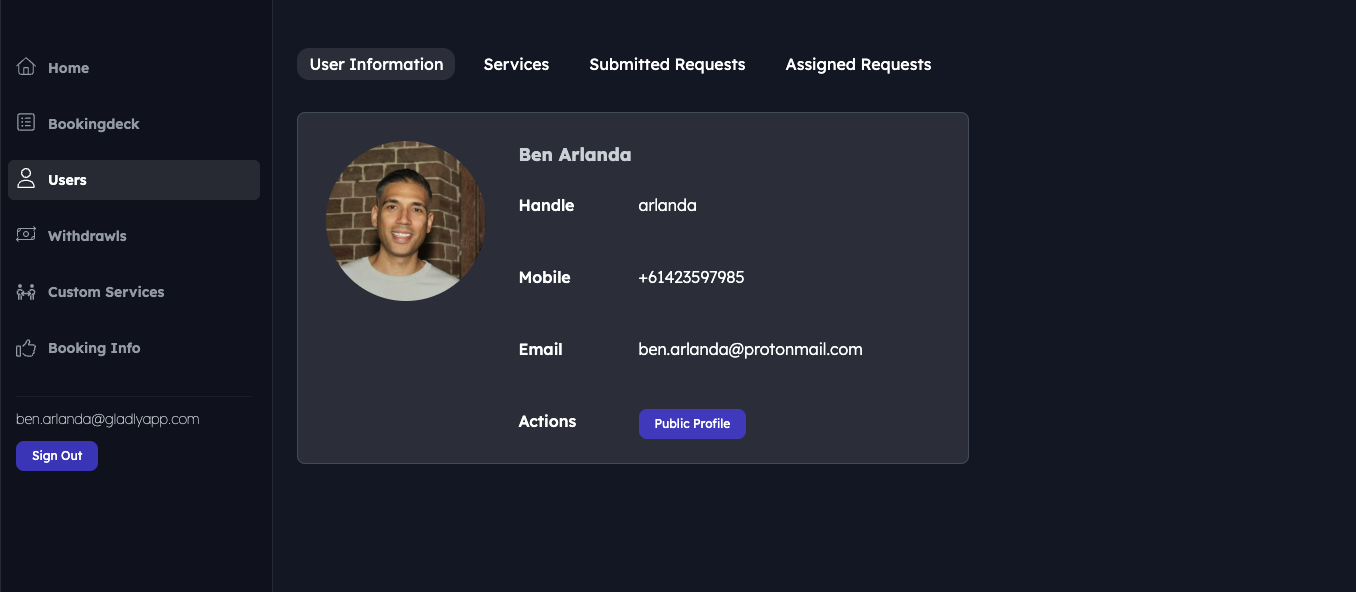 Home
Bookingdeck
Users
Withdrawls
Custom Services
Booking Info
ben.arlanda@gladlyapp.com
Sign Out
User Information Services Submitted Requests Assigned Requests
Ben Arlanda
Handle arlanda
Mobile +61423597985
Email ben.arlanda@protonmail.com
Actions Public Profile